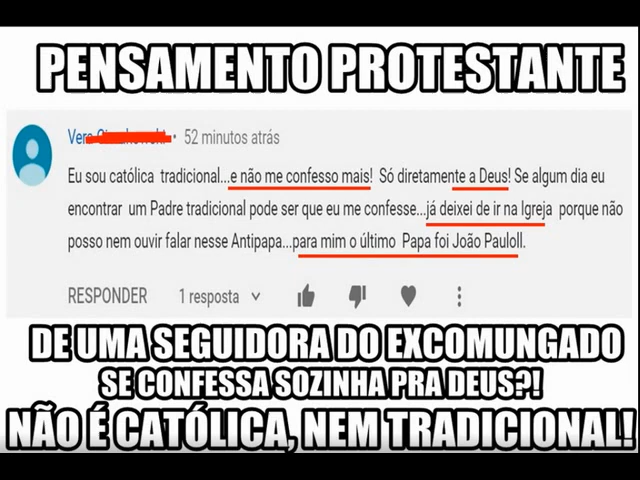 PENSAMENTO PROTESTANTE
Vera · 52 minutos atrás
Eu sou católica tradicional...e não me confesso mais! Só diretamente a Deus! Se algum dia eu
encontrar um Padre tradicional pode ser que eu me confesse...já deixei de ir na Igreja porque não
posso nem ouvir falar nesse Antipapa...para mim o último Papa foi João PauloII.
RESPONDER 1 resposta
DE UMA SEGUIDORA DO EXCOMUNGADO
SE CONFESSA SOZINHA PRA DEUS?!
NÃO É CATÓLICA, NEM TRADICIONAL!